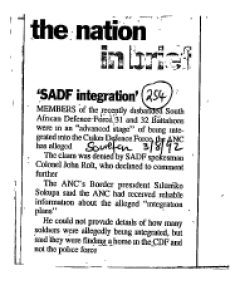 the nation
in brief
'SADF integration' 254
MEMBERS of the recently disbanded South
African Defence Force 31 and 32 Battalions
were in an "advanced stage" of being inte-
grated into the Ciskei Defence Force, the ANC
has alleged Sowetan 3/8/92
The claim was denied by SADF spokesman
Colonel John Rolt, who declined to comment
further
The ANC's Border president Silumko
Sokupa said the ANC had received reliable
information about the alleged "integration
plans"
He could not provide details of how many
soldiers were allegedly being integrated, but
said they were finding a home in the CDF and
not the police force